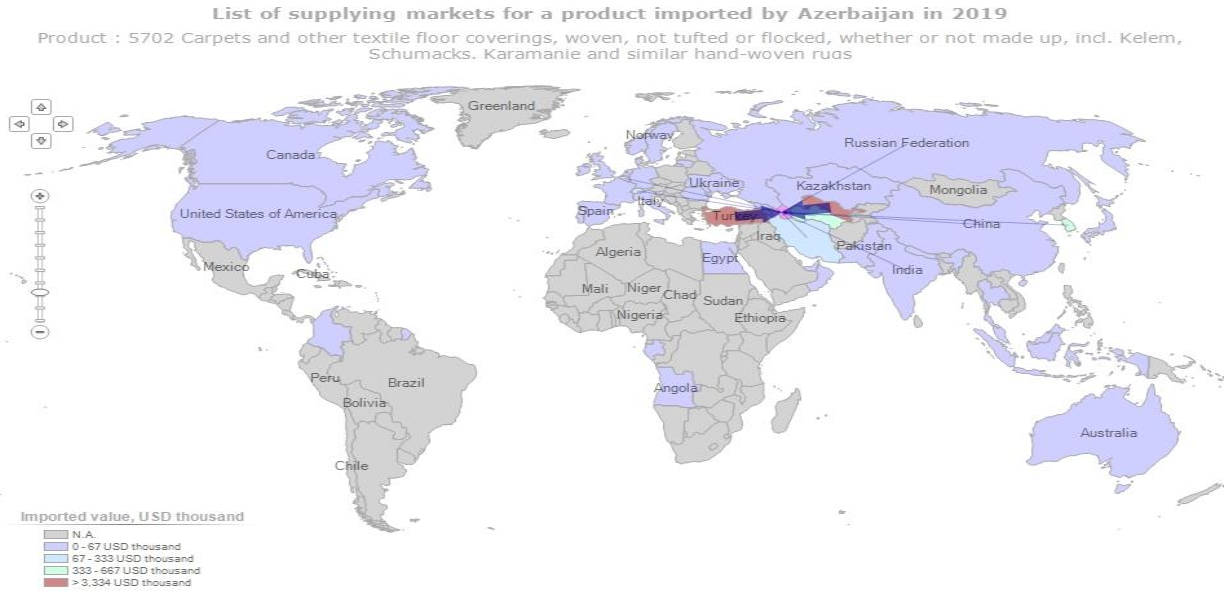 List of supplying markets for a product imported by Azerbaijan in 2019
Product : 5702 Carpets and other textile floor coverings, woven, not tufted or flocked, whether or not made up, incl. Kelem,
Schumacks. Karamanie and similar hand-woven rugs
Greenland
Norway
Russian Federation
Canada
Ukraine
Kazakhstan
Mongolia
United States of America
Spain
Italy
Turkey
China
Iraq
Pakistan
Algeria
Egypt
India
Mexico
Cuba
Mali
Niger
Chad
Sudan
Nigeria
Ethiopia
Peru
Brazil
Angola
Bolivia
Australia
Chile
Imported value, USD thousand
N.A.
0 - 67 USD thousand
67 - 333 USD thousand
333 - 667 USD thousand
> 3,334 USD thousand